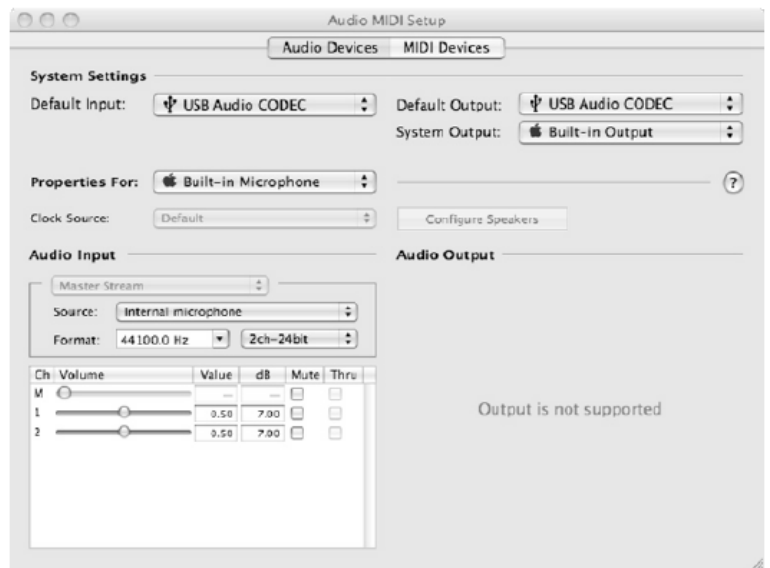 Audio MIDI Setup
Audio Devices MIDI Devices
System Settings
Default Input: USB Audio CODEC
Default Output: USB Audio CODEC
System Output: Built-in Output
Properties For: Built-in Microphone
?
Clock Source: Default
Configure Speakers
Audio Input
Audio Output
Master Stream
Source: Internal microphone
Format: 44100.0 Hz 2ch-24bit
Ch Volume Value dB Mute Thru
M — —
1 0.50 7.00
2 0.50 7.00
Output is not supported